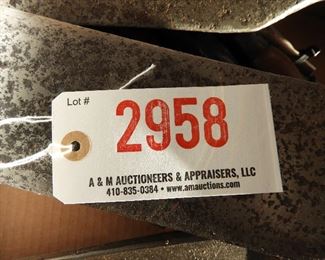 Lot #
2958
A & M AUCTIONEERS & APPRAISERS, LLC
410-835-0384 • www.amauctions.com